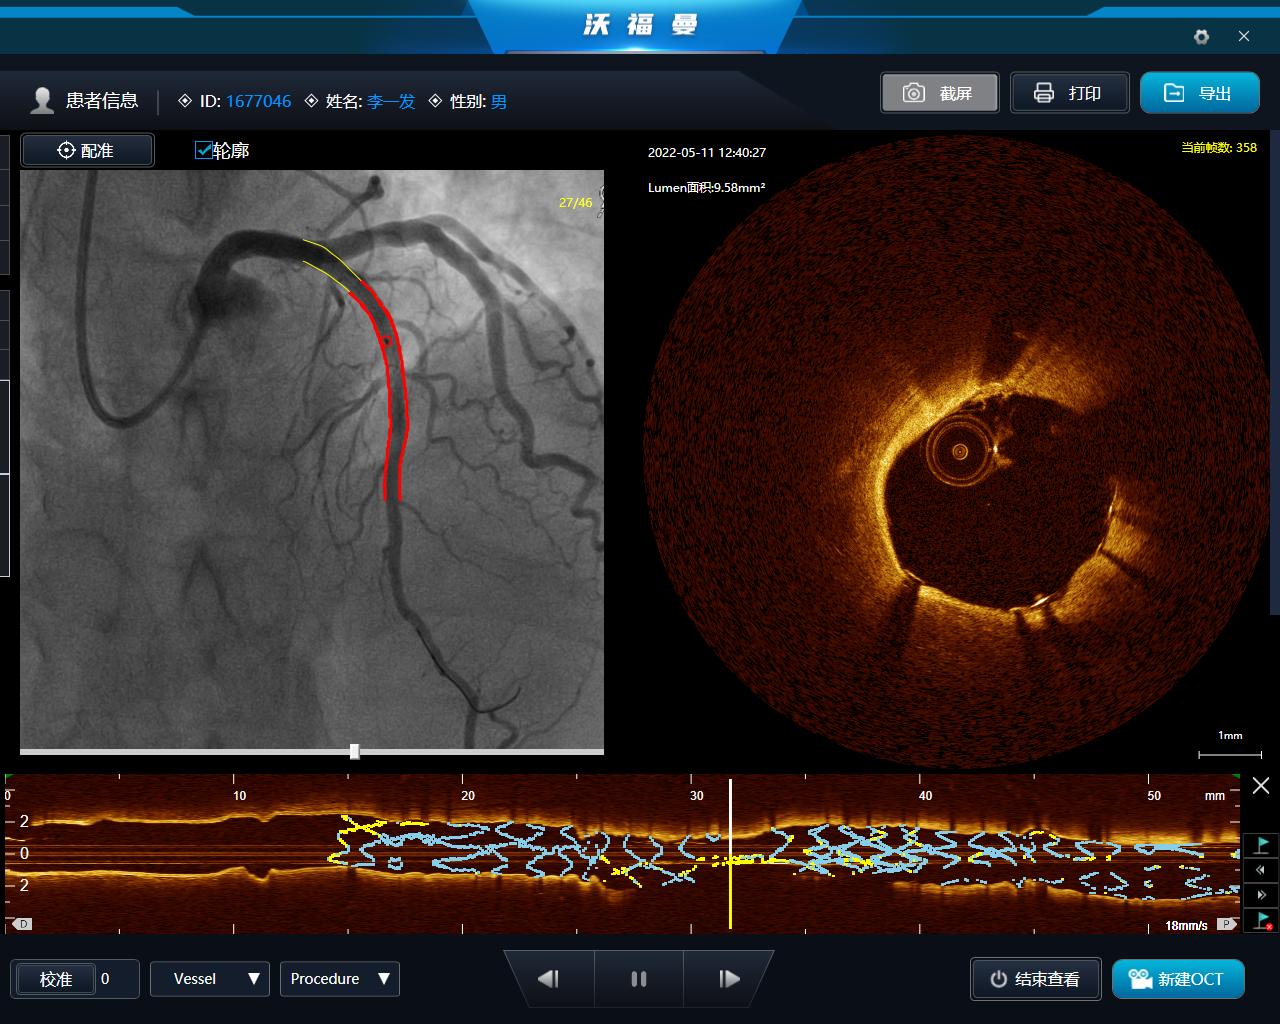 沃福曼
患者信息 ID: 1677046 姓名: 李一发 性别: 男
截屏 打印 导出
配准 轮廓
27/46
2022-05-11 12:40:27
当前帧数: 358
Lumen面积:9.58mm²
1mm
0 10 20 30 40 50 mm
2
0
2
D
18mm/s P
校准 0 Vessel Procedure
结束查看 新建OCT